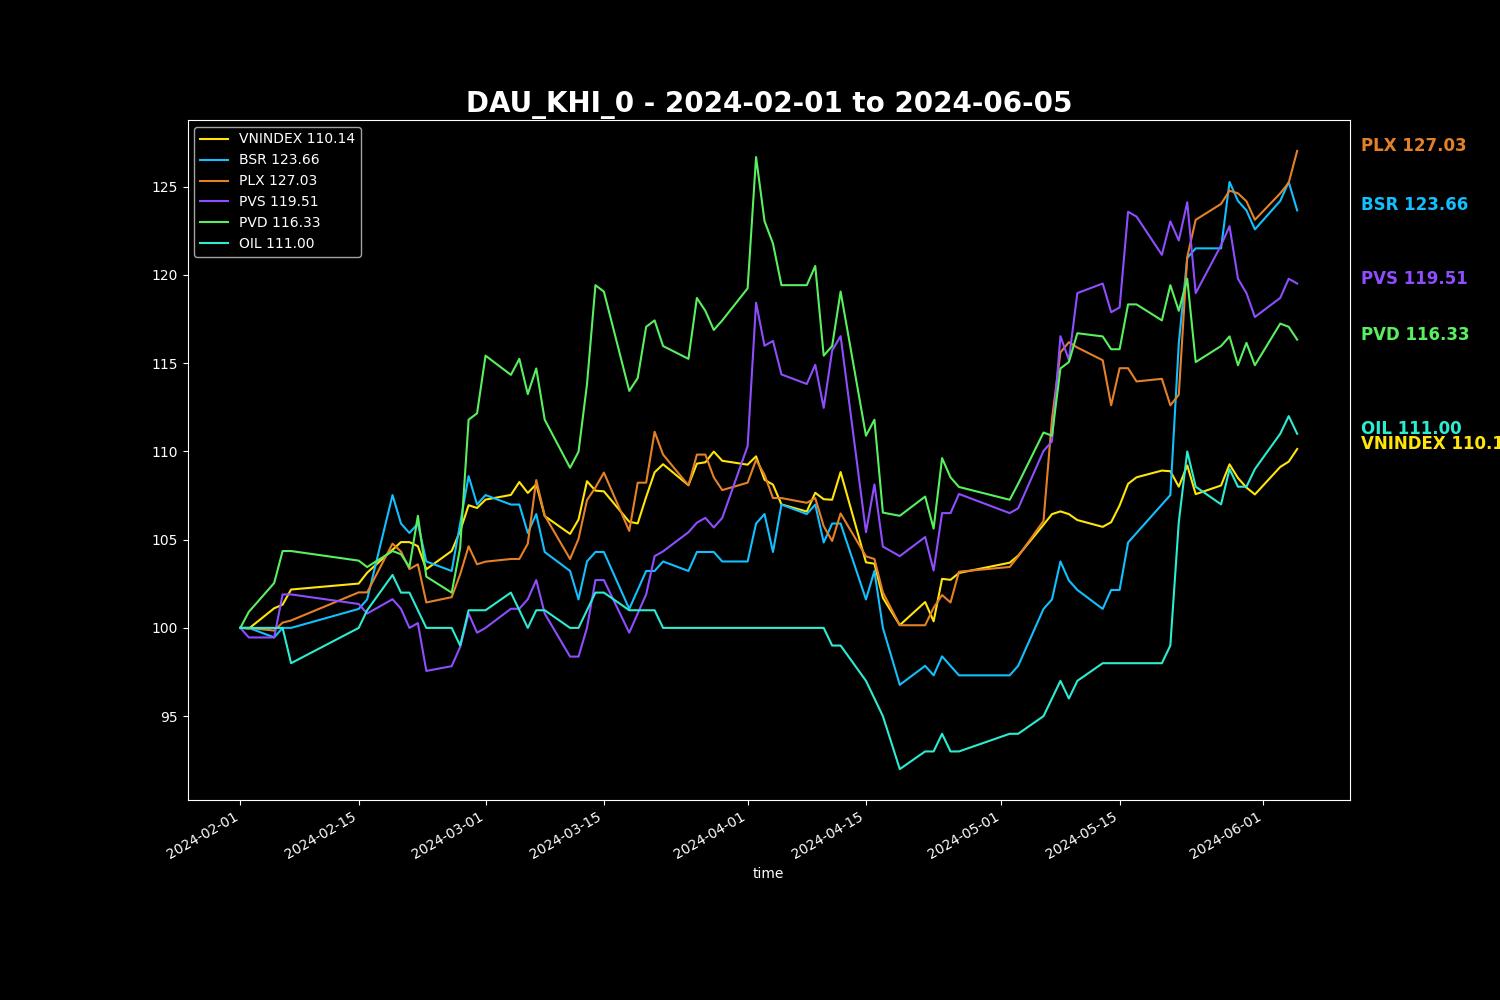 DAU_KHI_0 - 2024-02-01 to 2024-06-05
VNINDEX 110.14
BSR 123.66
PLX 127.03
PVS 119.51
PVD 116.33
OIL 111.00
125
120
115
110
105
100
95
PLX 127.03
BSR 123.66
PVS 119.51
PVD 116.33
OIL 111.00
VNINDEX 110.1
2024-02-01
2024-02-15
2024-03-01
2024-03-15
2024-04-01
2024-04-15
2024-05-01
2024-05-15
2024-06-01
time